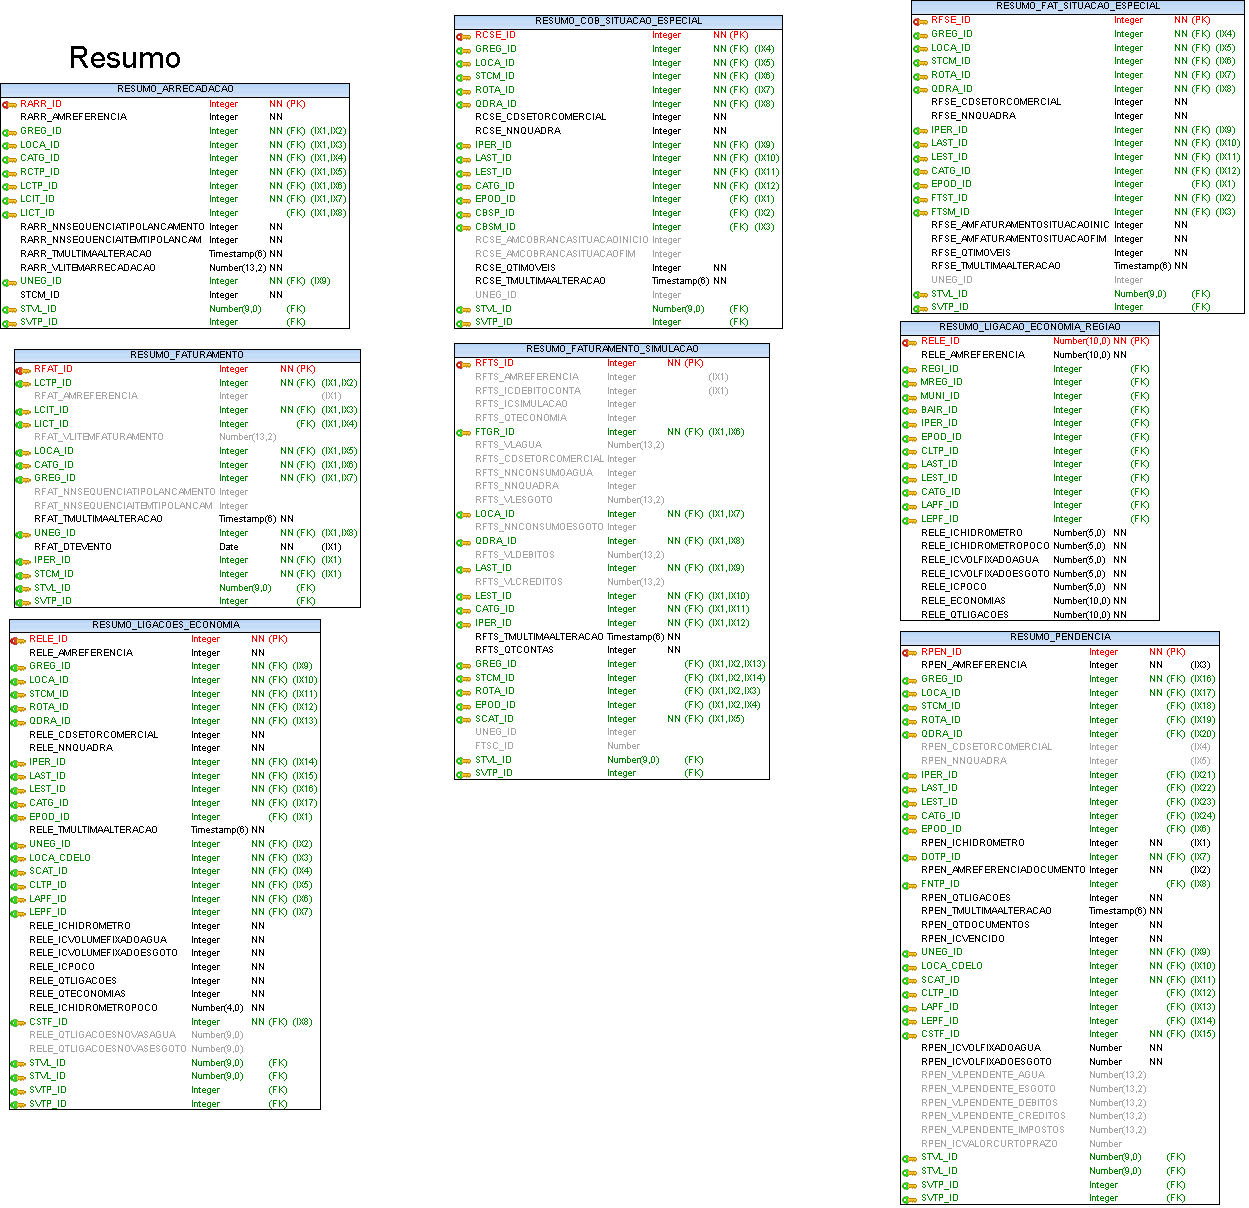 Resumo
RESUMO_ARRECADACAO
RARR_ID Integer NN (PK)
RARR_AMREFERENCIA Integer NN
GREG_ID Integer NN (FK) (IX1,IX2)
LOCA_ID Integer NN (FK) (IX1,IX3)
CATG_ID Integer NN (FK) (IX1,IX4)
RCTP_ID Integer NN (FK) (IX1,IX5)
LCTP_ID Integer NN (FK) (IX1,IX6)
LCIT_ID Integer NN (FK) (IX1,IX7)
LICT_ID Integer (FK) (IX1,IX8)
RARR_NNSEQUENCIATIPOLANCAMENTO Integer NN
RARR_NNSEQUENCIAITEMTIPOLANCAM Integer NN
RARR_TMULTIMAALTERACAO Timestamp(6) NN
RARR_VLITEMARRECADACAO Number(13,2) NN
UNEG_ID Integer NN (FK) (IX9)
STCM_ID Integer NN
STVL_ID Number(9,0) (FK)
SVTP_ID Integer (FK)
RESUMO_FATURAMENTO
RFAT_ID Integer NN (PK)
LCTP_ID Integer NN (FK) (IX1,IX2)
RFAT_AMREFERENCIA Integer (IX1)
LCIT_ID Integer NN (FK) (IX1,IX3)
LICT_ID Integer (FK) (IX1,IX4)
RFAT_VLITEMFATURAMENTO Number(13,2)
LOCA_ID Integer NN (FK) (IX1,IX5)
CATG_ID Integer NN (FK) (IX1,IX6)
GREG_ID Integer NN (FK) (IX1,IX7)
RFAT_NNSEQUENCIATIPOLANCAMENTO Integer
RFAT_NNSEQUENCIAITEMTIPOLANCAM Integer
RFAT_TMULTIMAALTERACAO Timestamp(6) NN
UNEG_ID Integer NN (FK) (IX1,IX8)
RFAT_DTEVENTO Date NN (IX1)
IPER_ID Integer NN (FK) (IX1)
STCM_ID Integer NN (FK) (IX1)
STVL_ID Number(9,0) (FK)
SVTP_ID Integer (FK)
RESUMO_LIGACOES_ECONOMIA
RELE_ID Integer NN (PK)
RELE_AMREFERENCIA Integer NN
GREG_ID Integer NN (FK) (IX9)
LOCA_ID Integer NN (FK) (IX10)
STCM_ID Integer NN (FK) (IX11)
ROTA_ID Integer NN (FK) (IX12)
QDRA_ID Integer NN (FK) (IX13)
RELE_CDSETORCOMERCIAL Integer NN
RELE_NNQUADRA Integer NN
IPER_ID Integer NN (FK) (IX14)
LAST_ID Integer NN (FK) (IX15)
LEST_ID Integer NN (FK) (IX16)
CATG_ID Integer NN (FK) (IX17)
EPOD_ID Integer (FK) (IX1)
RELE_TMULTIMAALTERACAO Timestamp(6) NN
UNEG_ID Integer NN (FK) (IX2)
LOCA_CDELO Integer NN (FK) (IX3)
SCAT_ID Integer NN (FK) (IX4)
CLTP_ID Integer NN (FK) (IX5)
LAPF_ID Integer NN (FK) (IX6)
LEPF_ID Integer NN (FK) (IX7)
RELE_ICHIDROMETRO Integer NN
RELE_ICVOLUMEFIXADOAGUA Integer NN
RELE_ICVOLUMEFIXADOESGOTO Integer NN
RELE_ICPOCO Integer NN
RELE_QTLIGACOES Integer NN
RELE_QTECONOMIAS Integer NN
RELE_ICHIDROMETROPOCO Number(4,0) NN
CSTF_ID Integer NN (FK) (IX8)
RELE_QTLIGACOESNOVASAGUA Number(9,0)
RELE_QTLIGACOESNOVASESGOTO Number(9,0)
STVL_ID Number(9,0) (FK)
STVL_ID Number(9,0) (FK)
SVTP_ID Integer (FK)
SVTP_ID Integer (FK)
RESUMO_COB_SITUACAO_ESPECIAL
RCSE_ID Integer NN (PK)
GREG_ID Integer NN (FK) (IX4)
LOCA_ID Integer NN (FK) (IX5)
STCM_ID Integer NN (FK) (IX6)
ROTA_ID Integer NN (FK) (IX7)
QDRA_ID Integer NN (FK) (IX8)
RCSE_CDSETORCOMERCIAL Integer NN
RCSE_NNQUADRA Integer NN
IPER_ID Integer NN (FK) (IX9)
LAST_ID Integer NN (FK) (IX10)
LEST_ID Integer NN (FK) (IX11)
CATG_ID Integer NN (FK) (IX12)
EPOD_ID Integer (FK) (IX1)
CBSP_ID Integer (FK) (IX2)
CBSM_ID Integer (FK) (IX3)
RCSE_AMCOBRANCASITUACAOINICIO Integer
RCSE_AMCOBRANCASITUACAOFIM Integer
RCSE_QTIMOVEIS Integer NN
RCSE_TMULTIMAALTERACAO Timestamp(6) NN
UNEG_ID Integer
STVL_ID Number(9,0) (FK)
SVTP_ID Integer (FK)
RESUMO_FATURAMENTO_SIMULACAO
RFTS_ID Integer NN (PK)
RFTS_AMREFERENCIA Integer (IX1)
RFTS_ICDEBITOCONTA Integer (IX1)
RFTS_ICSIMULACAO Integer
RFTS_QTECONOMIA Integer
FTGR_ID Integer NN (FK) (IX1,IX6)
RFTS_VLAGUA Number(13,2)
RFTS_CDSETORCOMERCIAL Integer
RFTS_NNCONSUMOAGUA Integer
RFTS_NNQUADRA Integer
RFTS_VLESGOTO Number(13,2)
LOCA_ID Integer NN (FK) (IX1,IX7)
RFTS_NNCONSUMOESGOTO Integer
QDRA_ID Integer NN (FK) (IX1,IX8)
RFTS_VLDEBITOS Number(13,2)
LAST_ID Integer NN (FK) (IX1,IX9)
RFTS_VLCREDITOS Number(13,2)
LEST_ID Integer NN (FK) (IX1,IX10)
CATG_ID Integer NN (FK) (IX1,IX11)
IPER_ID Integer NN (FK) (IX1,IX12)
RFTS_TMULTIMAALTERACAO Timestamp(6) NN
RFTS_QTCONTAS Integer NN
GREG_ID Integer (FK) (IX1,IX2,IX13)
STCM_ID Integer (FK) (IX1,IX2,IX14)
ROTA_ID Integer (FK) (IX1,IX2,IX3)
EPOD_ID Integer (FK) (IX1,IX2,IX4)
SCAT_ID Integer NN (FK) (IX1,IX5)
UNEG_ID Integer
FTSC_ID Number
STVL_ID Number(9,0) (FK)
SVTP_ID Integer (FK)
RESUMO_FAT_SITUACAO_ESPECIAL
RFSE_ID Integer NN (PK)
GREG_ID Integer NN (FK) (IX4)
LOCA_ID Integer NN (FK) (IX5)
STCM_ID Integer NN (FK) (IX6)
ROTA_ID Integer NN (FK) (IX7)
QDRA_ID Integer NN (FK) (IX8)
RFSE_CDSETORCOMERCIAL Integer NN
RFSE_NNQUADRA Integer NN
IPER_ID Integer NN (FK) (IX9)
LAST_ID Integer NN (FK) (IX10)
LEST_ID Integer NN (FK) (IX11)
CATG_ID Integer NN (FK) (IX12)
EPOD_ID Integer (FK) (IX1)
FTST_ID Integer NN (FK) (IX2)
FTSM_ID Integer NN (FK) (IX3)
RFSE_AMFATURAMENTOSITUACAOINIC Integer NN
RFSE_AMFATURAMENTOSITUACAOFIM Integer NN
RFSE_QTIMOVEIS Integer NN
RFSE_TMULTIMAALTERACAO Timestamp(6) NN
UNEG_ID Integer
STVL_ID Number(9,0) (FK)
SVTP_ID Integer (FK)
RESUMO_LIGACAO_ECONOMIA_REGIAO
RELE_ID Number(10,0) NN (PK)
RELE_AMREFERENCIA Number(10,0) NN
REGI_ID Integer (FK)
MREG_ID Integer (FK)
MUNI_ID Integer (FK)
BAIR_ID Integer (FK)
IPER_ID Integer (FK)
EPOD_ID Integer (FK)
CLTP_ID Integer (FK)
LAST_ID Integer (FK)
LEST_ID Integer (FK)
CATG_ID Integer (FK)
LAPF_ID Integer (FK)
LEPF_ID Integer (FK)
RELE_ICHIDROMETRO Number(5,0) NN
RELE_ICHIDROMETROPOCO Number(5,0) NN
RELE_ICVOLFIXADOAGUA Number(5,0) NN
RELE_ICVOLFIXADOESGOTO Number(5,0) NN
RELE_ICPOCO Number(5,0) NN
RELE_ECONOMIAS Number(10,0) NN
RELE_QTLIGACOES Number(10,0) NN
RESUMO_PENDENCIA
RPEN_ID Integer NN (PK)
RPEN_AMREFERENCIA Integer NN (IX3)
GREG_ID Integer NN (FK) (IX16)
LOCA_ID Integer NN (FK) (IX17)
STCM_ID Integer (FK) (IX18)
ROTA_ID Integer (FK) (IX19)
QDRA_ID Integer (FK) (IX20)
RPEN_CDSETORCOMERCIAL Integer (IX4)
RPEN_NNQUADRA Integer (IX5)
IPER_ID Integer (FK) (IX21)
LAST_ID Integer (FK) (IX22)
LEST_ID Integer (FK) (IX23)
CATG_ID Integer (FK) (IX24)
EPOD_ID Integer (FK) (IX6)
RPEN_ICHIDROMETRO Integer NN (IX1)
DOTP_ID Integer NN (FK) (IX7)
RPEN_AMREFERENCIADOCUMENTO Integer NN (IX2)
FNTP_ID Integer (FK) (IX8)
RPEN_QTLIGACOES Integer NN
RPEN_TMULTIMAALTERACAO Timestamp(6) NN
RPEN_QTDOCUMENTOS Integer NN
RPEN_ICVENCIDO Integer NN
UNEG_ID Integer NN (FK) (IX9)
LOCA_CDELO Integer NN (FK) (IX10)
SCAT_ID Integer NN (FK) (IX11)
CLTP_ID Integer (FK) (IX12)
LAPF_ID Integer (FK) (IX13)
LEPF_ID Integer (FK) (IX14)
CSTF_ID Integer NN (FK) (IX15)
RPEN_ICVOLFIXADOAGUA Number NN
RPEN_ICVOLFIXADOESGOTO Number NN
RPEN_VLPENDENTE_AGUA Number(13,2)
RPEN_VLPENDENTE_ESGOTO Number(13,2)
RPEN_VLPENDENTE_DEBITOS Number(13,2)
RPEN_VLPENDENTE_CREDITOS Number(13,2)
RPEN_VLPENDENTE_IMPOSTOS Number(13,2)
RPEN_ICVALORCURTOPRAZO Number
STVL_ID Number(9,0) (FK)
STVL_ID Number(9,0) (FK)
SVTP_ID Integer (FK)
SVTP_ID Integer (FK)